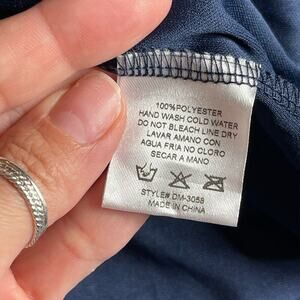 100%POLYESTER
HAND WASH COLD WATER
DO NOT BLEACH LINE DRY
LAVAR AMANO CON
AGUA FRIA NO CLORO
SECAR A MANO
STYLE# DM-3058
MADE IN CHINA